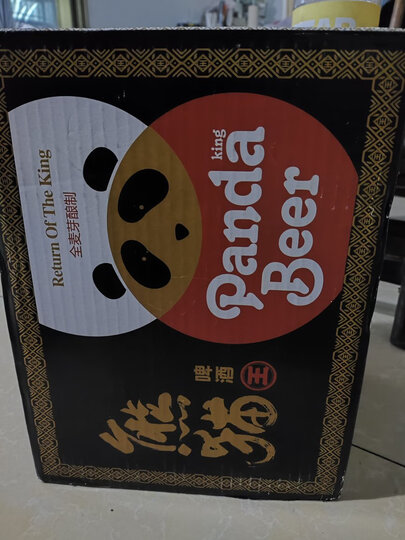 Return Of The King
全麦芽酿制
king
Panda
Beer
熊猫
啤酒
王